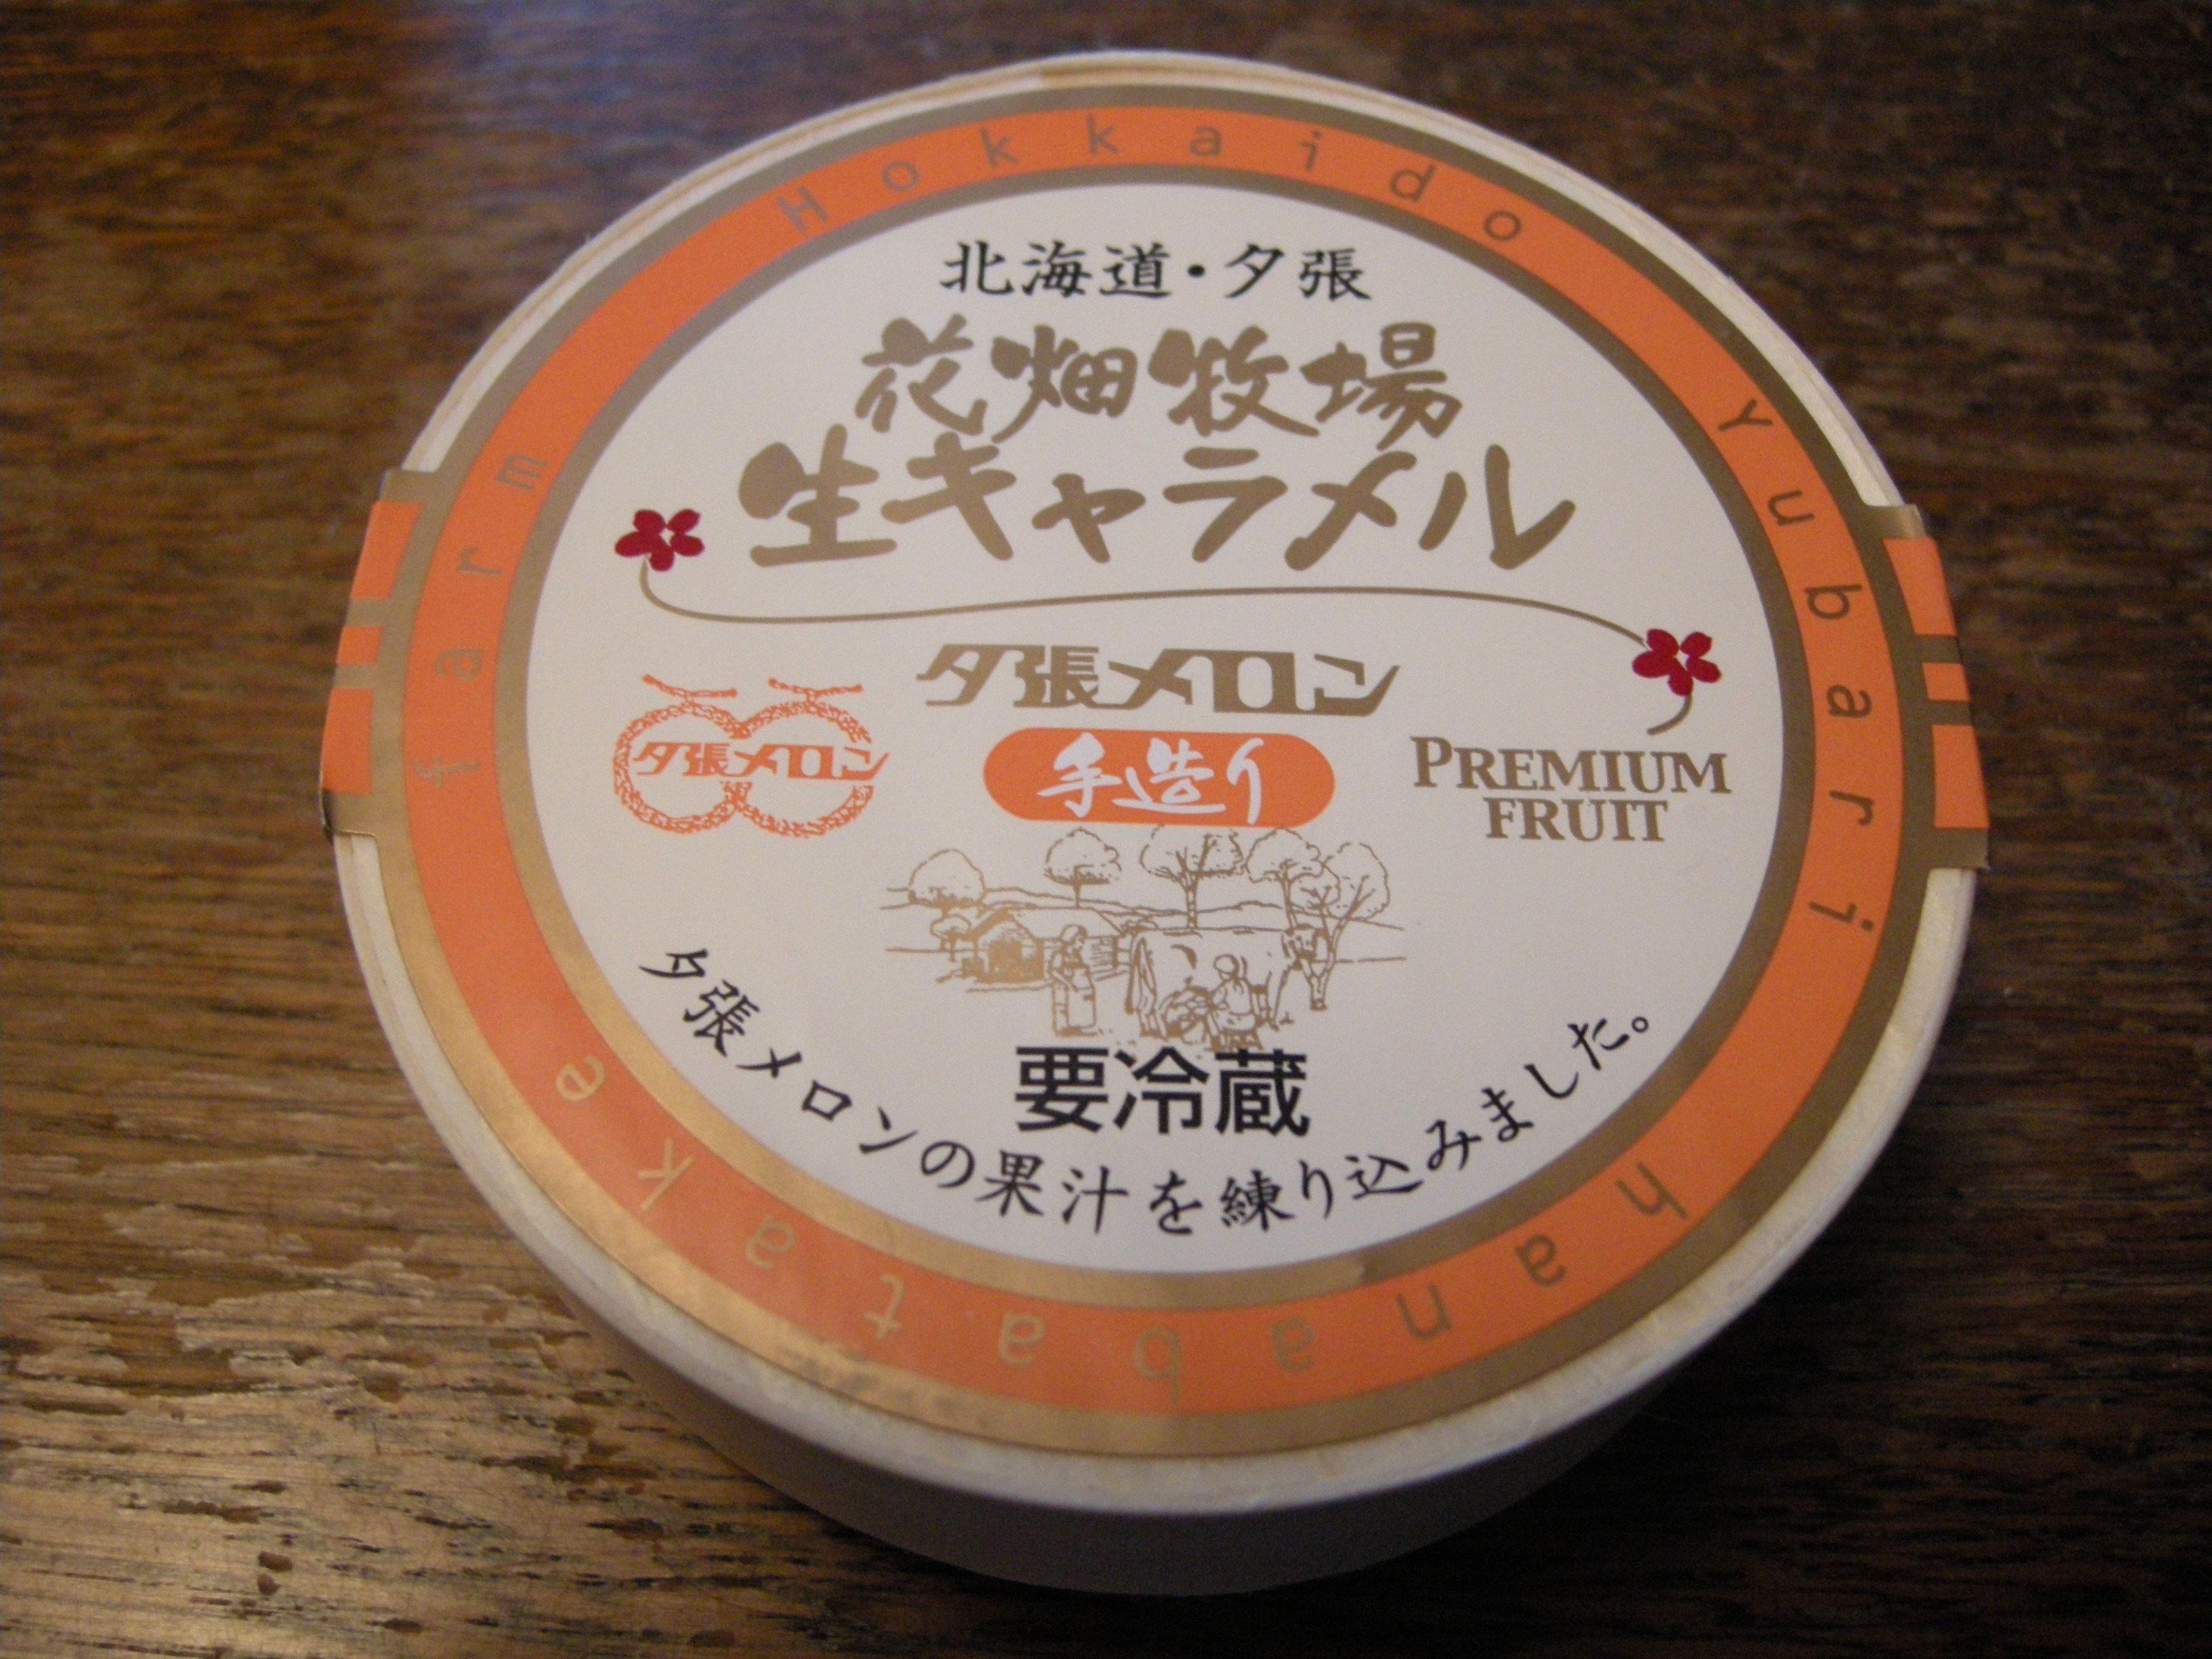 Hokkaido Yubari hanabatake farm
北海道・夕張
花畑牧場
生キャラメル
夕張メロン
夕張メロン
手造り
PREMIUM
FRUIT
要冷蔵
夕張メロンの果汁を練り込みました。